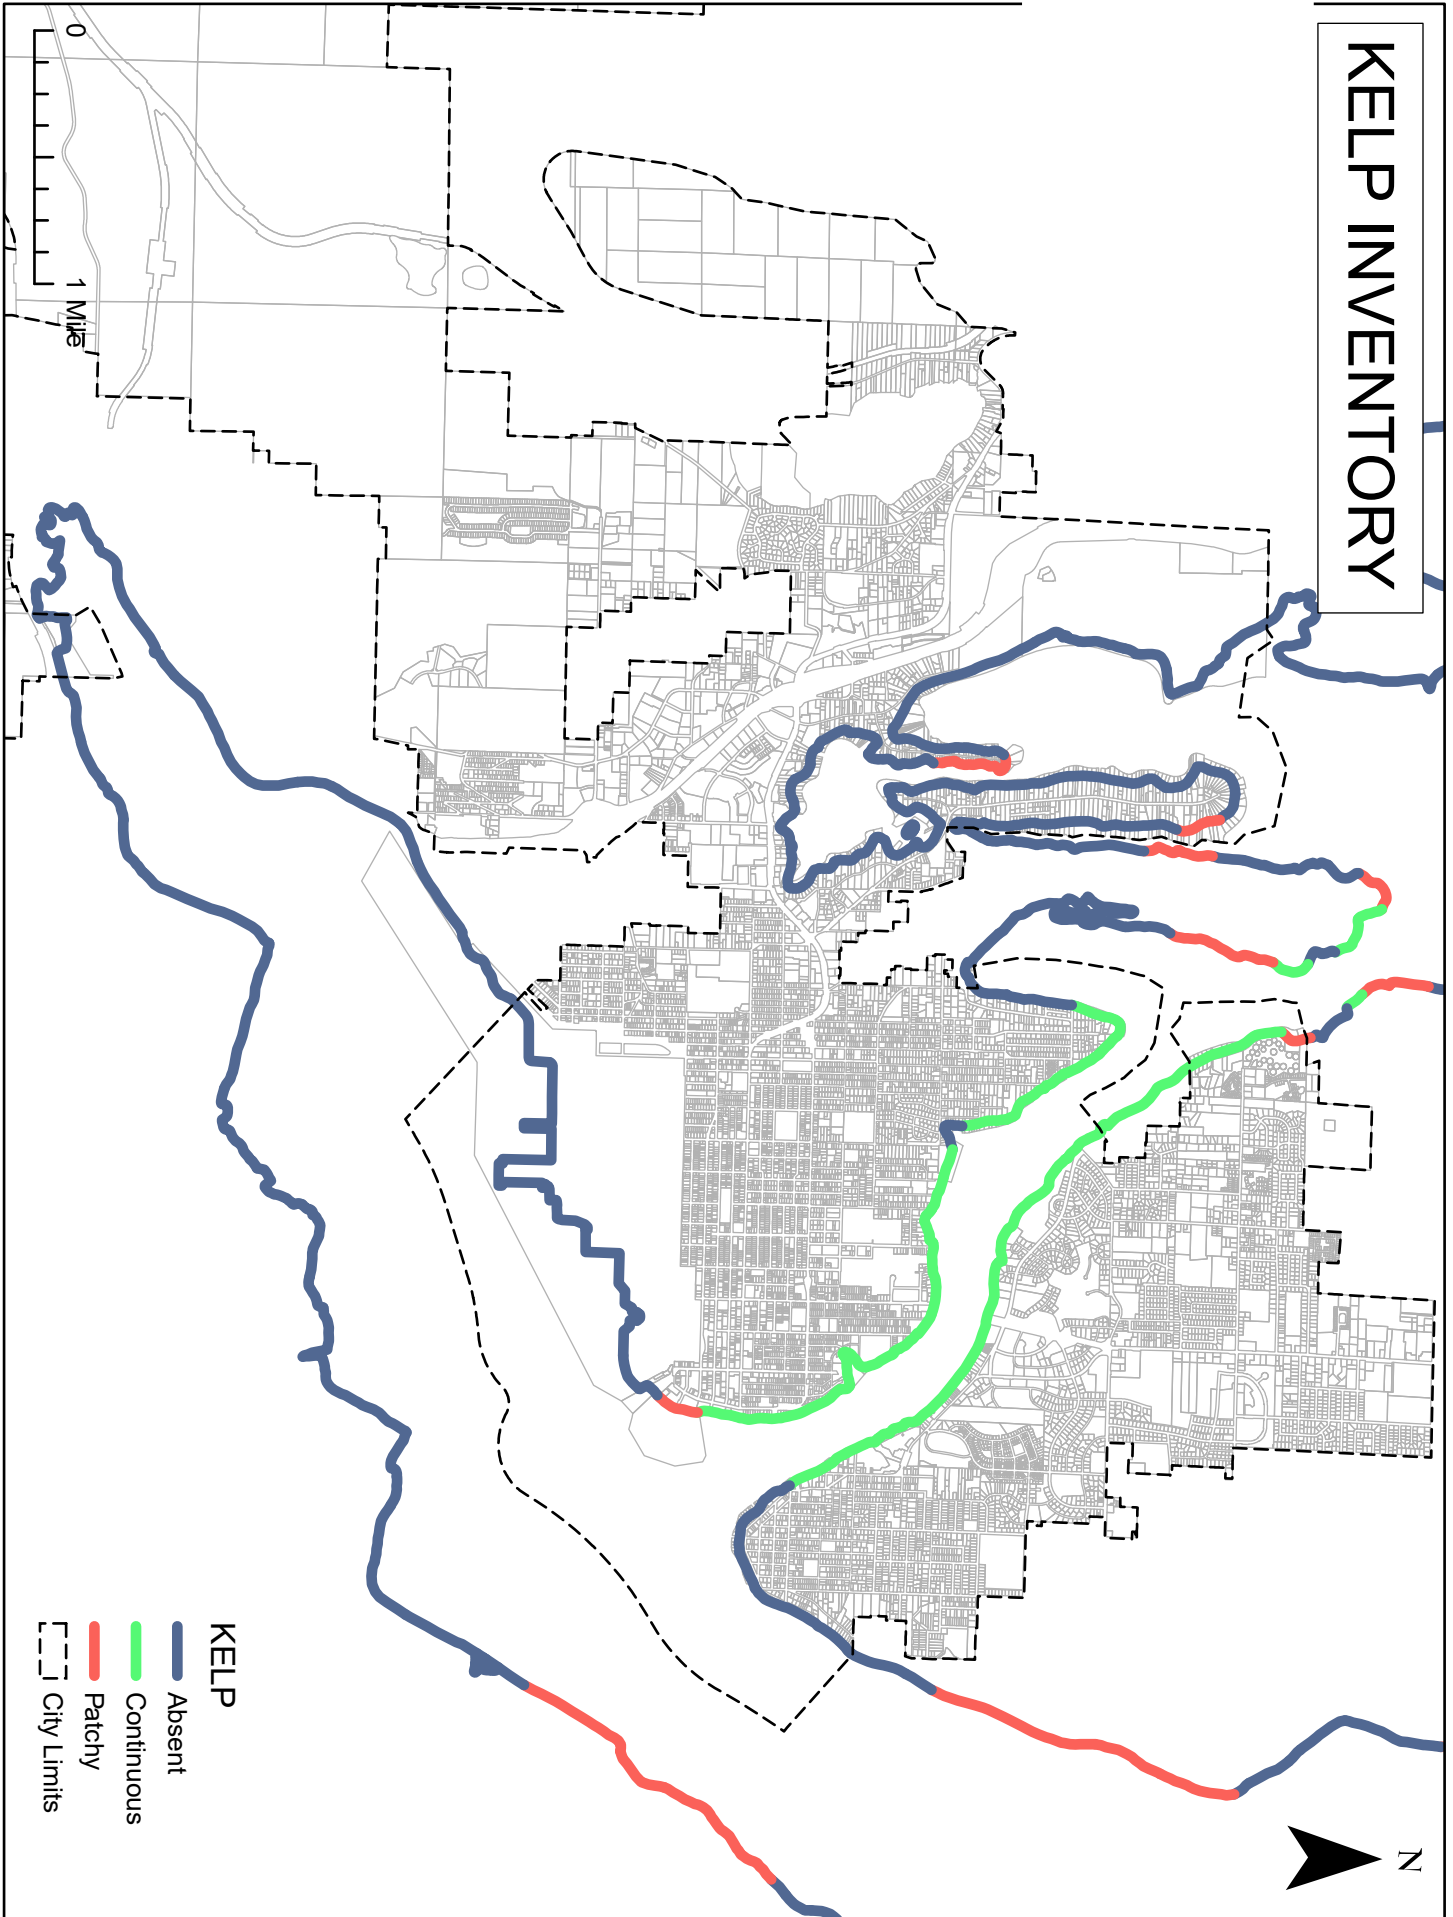 KELP INVENTORY
N
0
1 Mile
KELP
Absent
Continuous
Patchy
City Limits